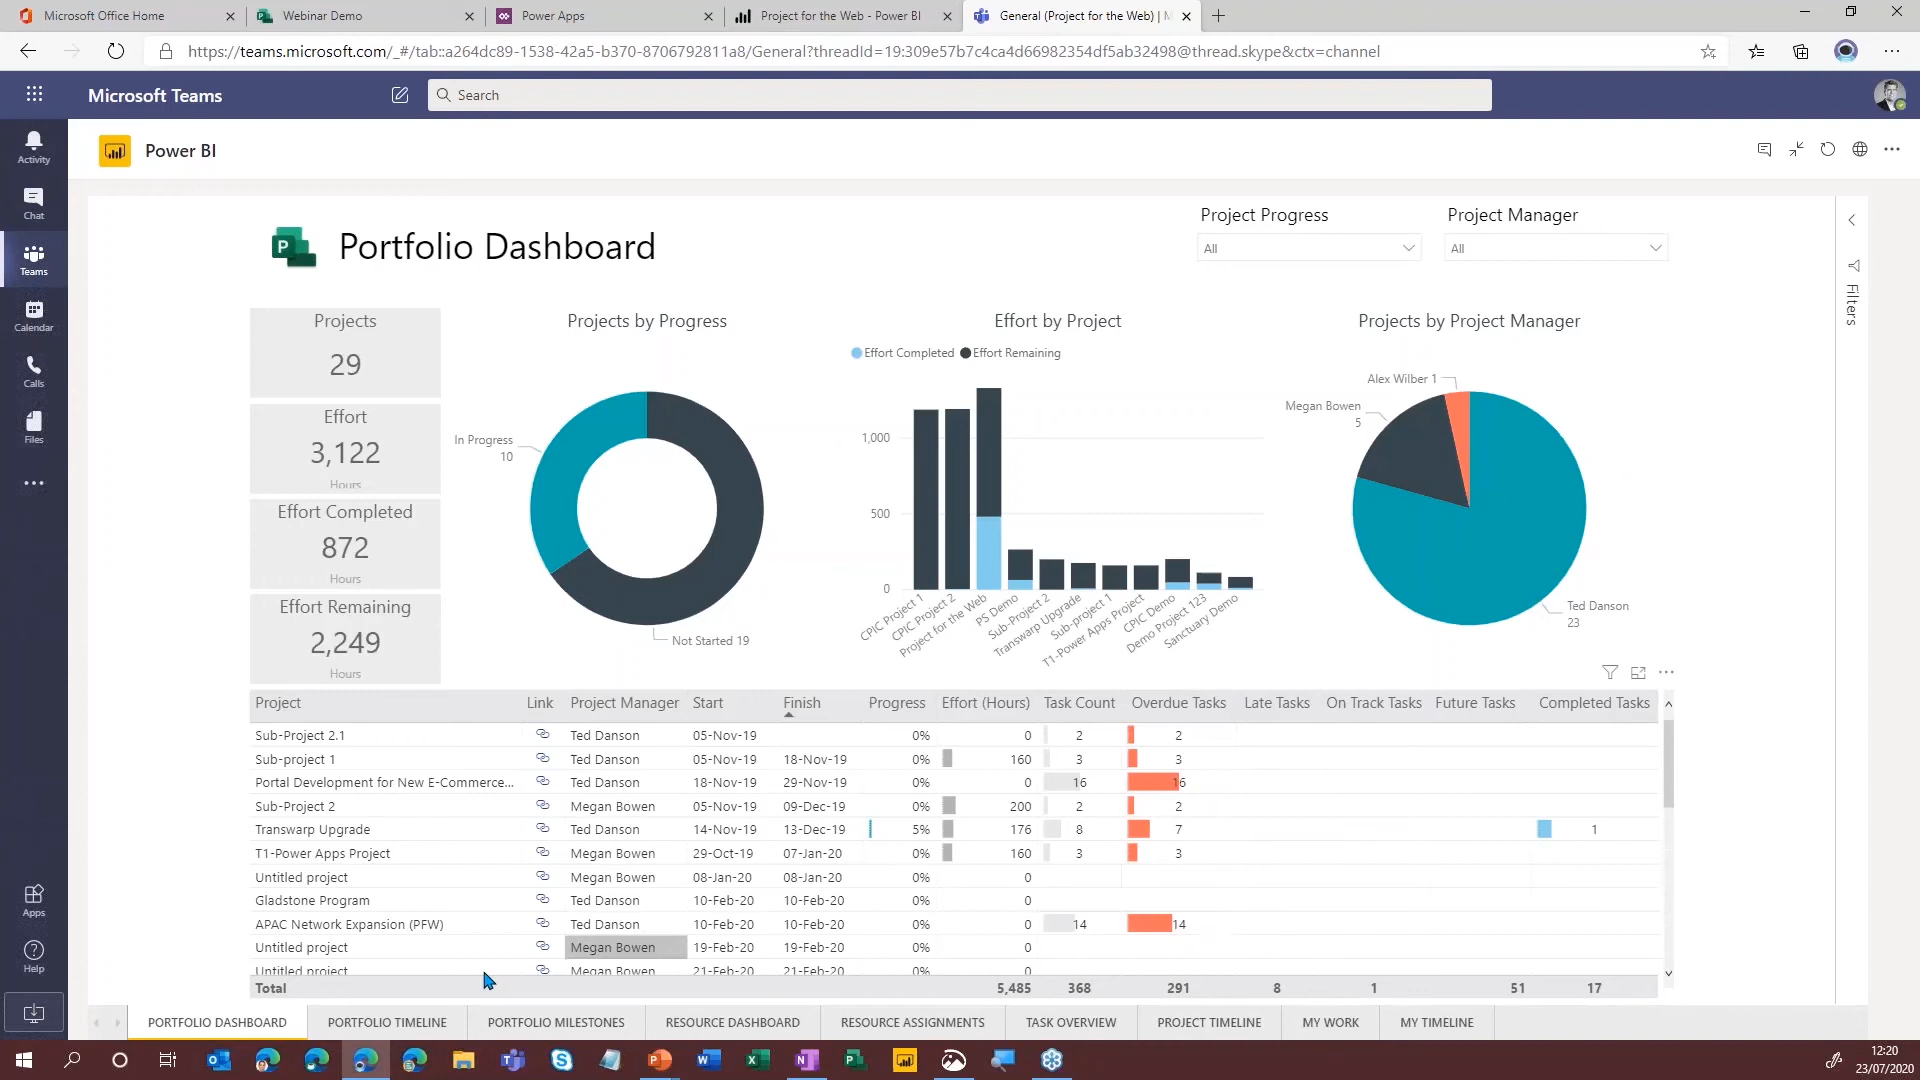 Microsoft Office Home
Webinar Demo
Power Apps
Project for the Web - Power BI
General (Project for the Web) | M
https://teams.microsoft.com/_#/tab::a264dc89-1538-42a5-b370-8706792811a8/General?threadId=19:309e57b7c4ca4d66982354df5ab32498@thread.skype&ctx=channel
Microsoft Teams
Search
Activity
Chat
Teams
Calendar
Calls
Files
Apps
Help
Power BI
P
Portfolio Dashboard
Project Progress
All
Project Manager
All
Filters
Projects
29
Effort
3,122
Hours
Effort Completed
872
Hours
Effort Remaining
2,249
Hours
Projects by Progress
In Progress
10
Not Started 19
Effort by Project
Effort Completed Effort Remaining
1,000
500
0
CPIC Project 1
CPIC Project 2
Project for the Web
PS Demo
Sub-Project 2
Transwarp Upgrade
Sub-project 1
T1-Power Apps Project
CPIC Demo
Demo Project 123
Sanctuary Demo
Projects by Project Manager
Alex Wilber 1
Megan Bowen
5
Ted Danson
23
Project Link Project Manager Start Finish Progress Effort (Hours) Task Count Overdue Tasks Late Tasks On Track Tasks Future Tasks Completed Tasks
Sub-Project 2.1 Ted Danson 05-Nov-19 0% 0 2 2
Sub-project 1 Ted Danson 05-Nov-19 18-Nov-19 0% 160 3 3
Portal Development for New E-Commerce... Ted Danson 18-Nov-19 29-Nov-19 0% 0 16 16
Sub-Project 2 Megan Bowen 05-Nov-19 09-Dec-19 0% 200 2 2
Transwarp Upgrade Ted Danson 14-Nov-19 13-Dec-19 5% 176 8 7 1
T1-Power Apps Project Megan Bowen 29-Oct-19 07-Jan-20 0% 160 3 3
Untitled project Megan Bowen 08-Jan-20 08-Jan-20 0% 0
Gladstone Program Ted Danson 10-Feb-20 10-Feb-20 0% 0
APAC Network Expansion (PFW) Ted Danson 10-Feb-20 10-Feb-20 0% 0 14 14
Untitled project Megan Bowen 19-Feb-20 19-Feb-20 0% 0
Untitled project Megan Bowen 21-Feb-20 21-Feb-20 0% 0
Total 5,485 368 291 8 1 51 17
PORTFOLIO DASHBOARD PORTFOLIO TIMELINE PORTFOLIO MILESTONES RESOURCE DASHBOARD RESOURCE ASSIGNMENTS TASK OVERVIEW PROJECT TIMELINE MY WORK MY TIMELINE
12:20
23/07/2020